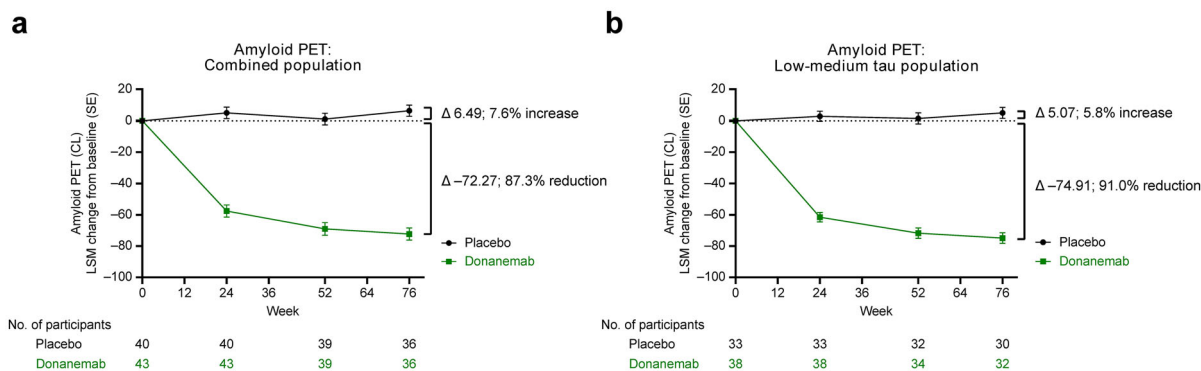 a
Amyloid PET:
Combined population
Amyloid PET (CL)
LSM change from baseline (SE)
20
0
−20
−40
−60
−80
−100
Δ 6.49; 7.6% increase
Δ −72.27; 87.3% reduction
Placebo
Donanemab
0 12 24 36 52 64 76
Week
No. of participants
Placebo 40 40 39 36
Donanemab 43 43 39 36
b
Amyloid PET:
Low-medium tau population
Amyloid PET (CL)
LSM change from baseline (SE)
20
0
−20
−40
−60
−80
−100
Δ 5.07; 5.8% increase
Δ −74.91; 91.0% reduction
Placebo
Donanemab
0 12 24 36 52 64 76
Week
No. of participants
Placebo 33 33 32 30
Donanemab 38 38 34 32